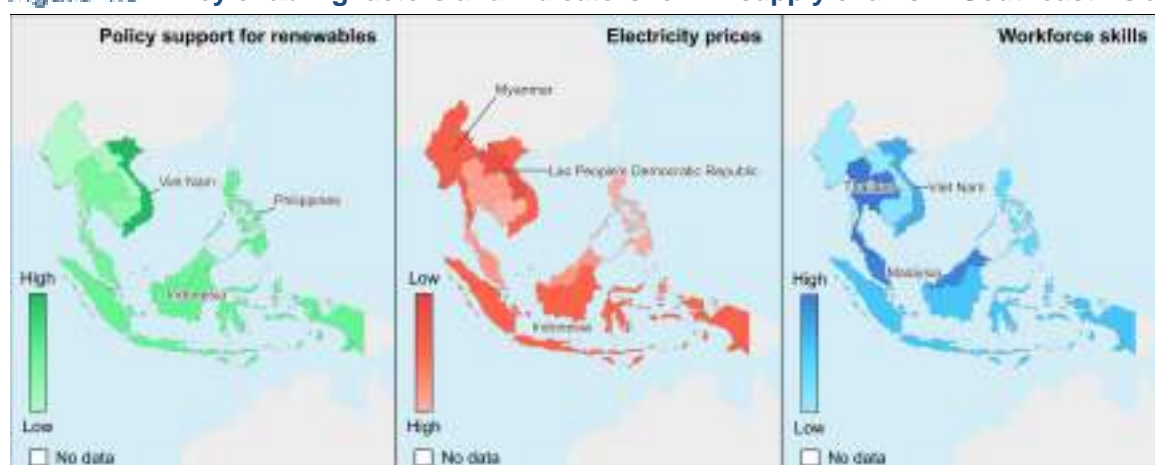 Policy support for renewables
Viet Nam
Philippines
Indonesia
High
Low
No data
Electricity prices
Myanmar
Lao People's Democratic Republic
Indonesia
Low
High
No data
Workforce skills
Thailand
Viet Nam
Malaysia
High
Low
No data